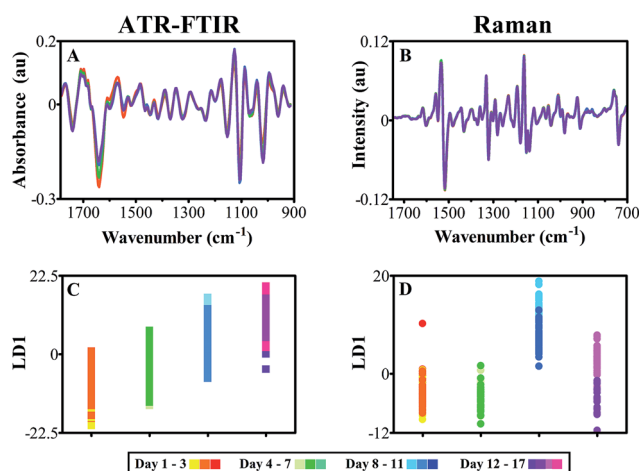 ATR-FTIR Raman
A
0.2
0
-0.3
Absorbance (au)
1700 1500 1300 1100 900
Wavenumber (cm⁻¹)
B
0.12
0
-0.12
Intensity (au)
1700 1500 1300 1100 900 700
Wavenumber (cm⁻¹)
C
22.5
0
-22.5
LD1
D
20
0
-12
LD1
Day 1 - 3 Day 4 - 7 Day 8 - 11 Day 12 - 17